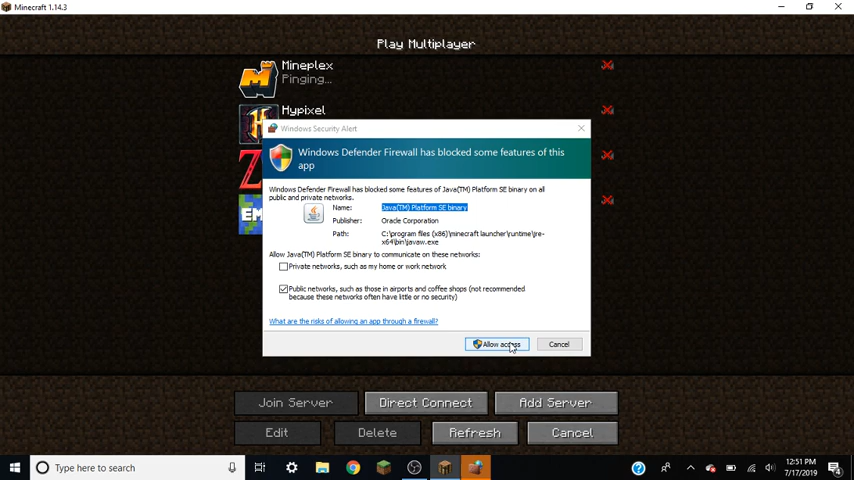 Minecraft 1.14.3
Play Multiplayer
Mineplex
Pinging...
Hypixel
Windows Security Alert
Windows Defender Firewall has blocked some features of this
app
Windows Defender Firewall has blocked some features of Java(TM) Platform SE binary on all
public and private networks.
Name: Java(TM) Platform SE binary
Publisher: Oracle Corporation
Path: C:\program files (x86)\minecraft launcher\runtime\jre-
x64\bin\javaw.exe
Allow Java(TM) Platform SE binary to communicate on these networks:
Private networks, such as my home or work network
Public networks, such as those in airports and coffee shops (not recommended
because these networks often have little or no security)
What are the risks of allowing an app through a firewall?
Allow access Cancel
Join Server Direct Connect Add Server
Edit Delete Refresh Cancel
Type here to search
12:51 PM
7/17/2019
4